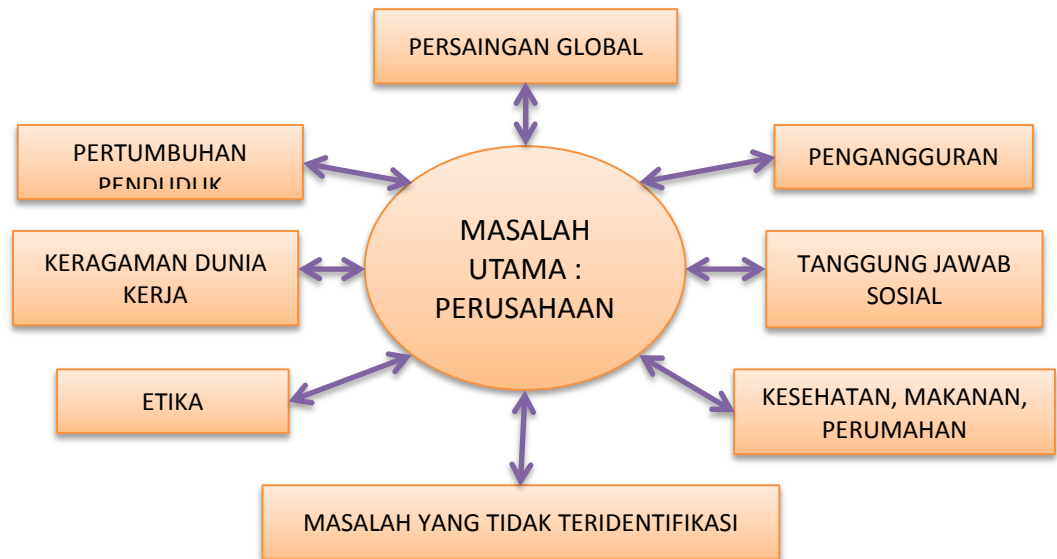 PERSAINGAN GLOBAL
PERTUMBUHAN
PENDUDUK
PENGANGGURAN
MASALAH
UTAMA :
PERUSAHAAN
KERAGAMAN DUNIA
KERJA
TANGGUNG JAWAB
SOSIAL
ETIKA
KESEHATAN, MAKANAN,
PERUMAHAN
MASALAH YANG TIDAK TERIDENTIFIKASI